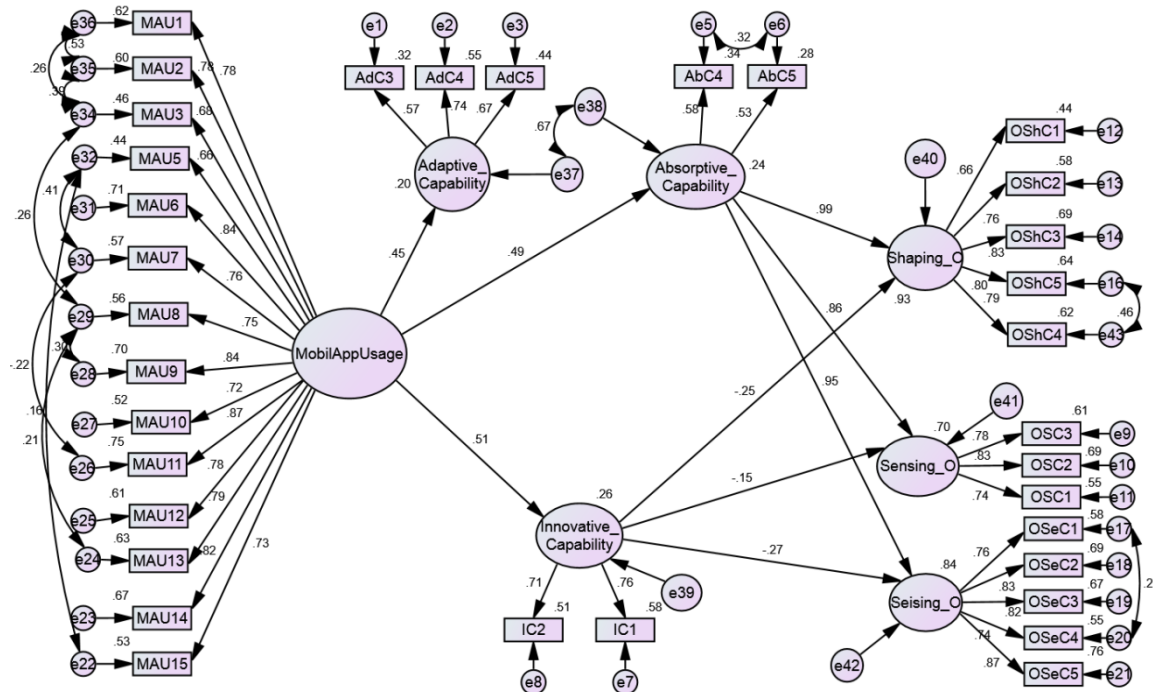 e36
.62
MAU1
.53
e35
.60
MAU2
.78
.78
.26
.39
e34
.46
MAU3
.68
e32
.44
MAU5
.66
.41
e31
.71
MAU6
.84
.26
e30
.57
MAU7
.76
e29
.56
MAU8
.75
.30
e28
.70
MAU9
.84
-.22
e27
.52
MAU10
.72
.16
.21
e26
.75
MAU11
.87
e25
.61
MAU12
.78
e24
.63
MAU13
.79
e23
.67
MAU14
.82
e22
.53
MAU15
.73
MobilAppUsage
e1
e2
e3
.32
.55
.44
AdC3
AdC4
AdC5
.57
.74
.67
Adaptive_
Capability
.20
.45
e38
.67
e37
e5
.32
e6
.34
.28
AbC4
AbC5
.58
.53
Absorptive_
Capability
.24
.49
.51
.99
.86
.95
-.25
-.15
-.27
.26
Innovative_
Capability
.71
.76
e39
IC2
.51
IC1
.58
e8
e7
e40
Shaping_O
.93
.66
.76
.83
.80
.79
.44
OShC1
e12
.58
OShC2
e13
.69
OShC3
e14
.64
OShC5
e16
.46
.62
OShC4
e43
e41
.70
Sensing_O
.78
.83
.74
.61
OSC3
e9
.69
OSC2
e10
.55
OSC1
e11
.84
Seising_O
e42
.76
.83
.82
.74
.87
.58
OSeC1
e17
.69
OSeC2
e18
.2
.67
OSeC3
e19
.55
OSeC4
e20
.76
OSeC5
e21